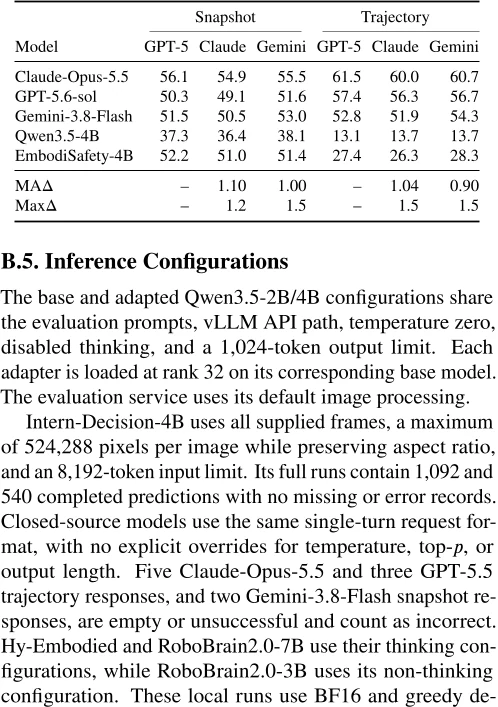 Snapshot Trajectory
Model GPT-5 Claude Gemini GPT-5 Claude Gemini
Claude-Opus-5.5 56.1 54.9 55.5 61.5 60.0 60.7
GPT-5.6-sol 50.3 49.1 51.6 57.4 56.3 56.7
Gemini-3.8-Flash 51.5 50.5 53.0 52.8 51.9 54.3
Qwen3.5-4B 37.3 36.4 38.1 13.1 13.7 13.7
EmbodiSafety-4B 52.2 51.0 51.4 27.4 26.3 28.3
MAΔ – 1.10 1.00 – 1.04 0.90
MaxΔ – 1.2 1.5 – 1.5 1.5
B.5. Inference Configurations
The base and adapted Qwen3.5-2B/4B configurations share
the evaluation prompts, vLLM API path, temperature zero,
disabled thinking, and a 1,024-token output limit. Each
adapter is loaded at rank 32 on its corresponding base model.
The evaluation service uses its default image processing.
Intern-Decision-4B uses all supplied frames, a maximum
of 524,288 pixels per image while preserving aspect ratio,
and an 8,192-token input limit. Its full runs contain 1,092 and
540 completed predictions with no missing or error records.
Closed-source models use the same single-turn request for-
mat, with no explicit overrides for temperature, top-p, or
output length. Five Claude-Opus-5.5 and three GPT-5.5
trajectory responses, and two Gemini-3.8-Flash snapshot re-
sponses, are empty or unsuccessful and count as incorrect.
Hy-Embodied and RoboBrain2.0-7B use their thinking con-
figurations, while RoboBrain2.0-3B uses its non-thinking
configuration. These local runs use BF16 and greedy de-